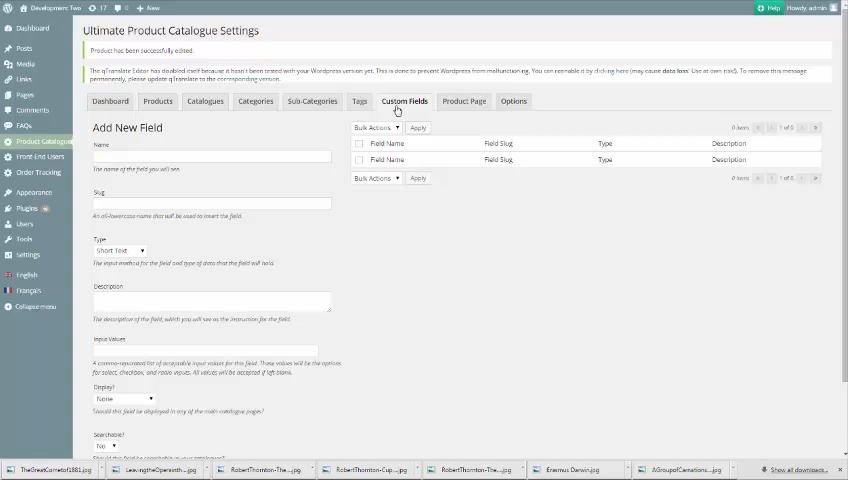 Development Two 17 0 + New Help Howdy, admin
Dashboard
Posts
Media
Links
Pages
Comments
FAQs
Product Catalogue
Front-End Users
Order Tracking
Appearance
Plugins
Users
Tools
Settings
English
Français
Collapse menu
Ultimate Product Catalogue Settings
Product has been successfully edited.
The qTranslate Editor has disabled itself because it hasn't been tested with your Wordpress version yet. This is done to prevent Wordpress from malfunctioning. You can reenable it by clicking here (may cause data loss! Use at own risk!). To remove this message
permanently, please update qTranslate to the corresponding version.
Dashboard Products Catalogues Categories Sub-Categories Tags Custom Fields Product Page Options
Add New Field
Name
The name of the field you will see.
Slug
An all-lowercase name that will be used to insert the field.
Type
Short Text
The input method for the field and type of data that the field will hold.
Description
The description of the field, which you will see as the instruction for the field.
Input Values
A comma-separated list of acceptable input values for this field. These values will be the options
for select, checkbox, and radio inputs. All values will be accepted if left blank.
Display?
None
Should this field be displayed in any of the main catalogue pages?
Searchable?
No
Should this field be searchable in your catalogues?
Bulk Actions Apply 0 items « ‹ 1 of 0 › »
Field Name Field Slug Type Description
Field Name Field Slug Type Description
Bulk Actions Apply 0 items « ‹ 1 of 0 › »
TheGreatCometof1881.jpg LeavingtheOperainth....jpg RobertThornton-The....jpg RobertThornton-Cup....jpg RobertThornton-The....jpg Erasmus Darwin.jpg AGroupofCarnations....jpg Show all downloads...